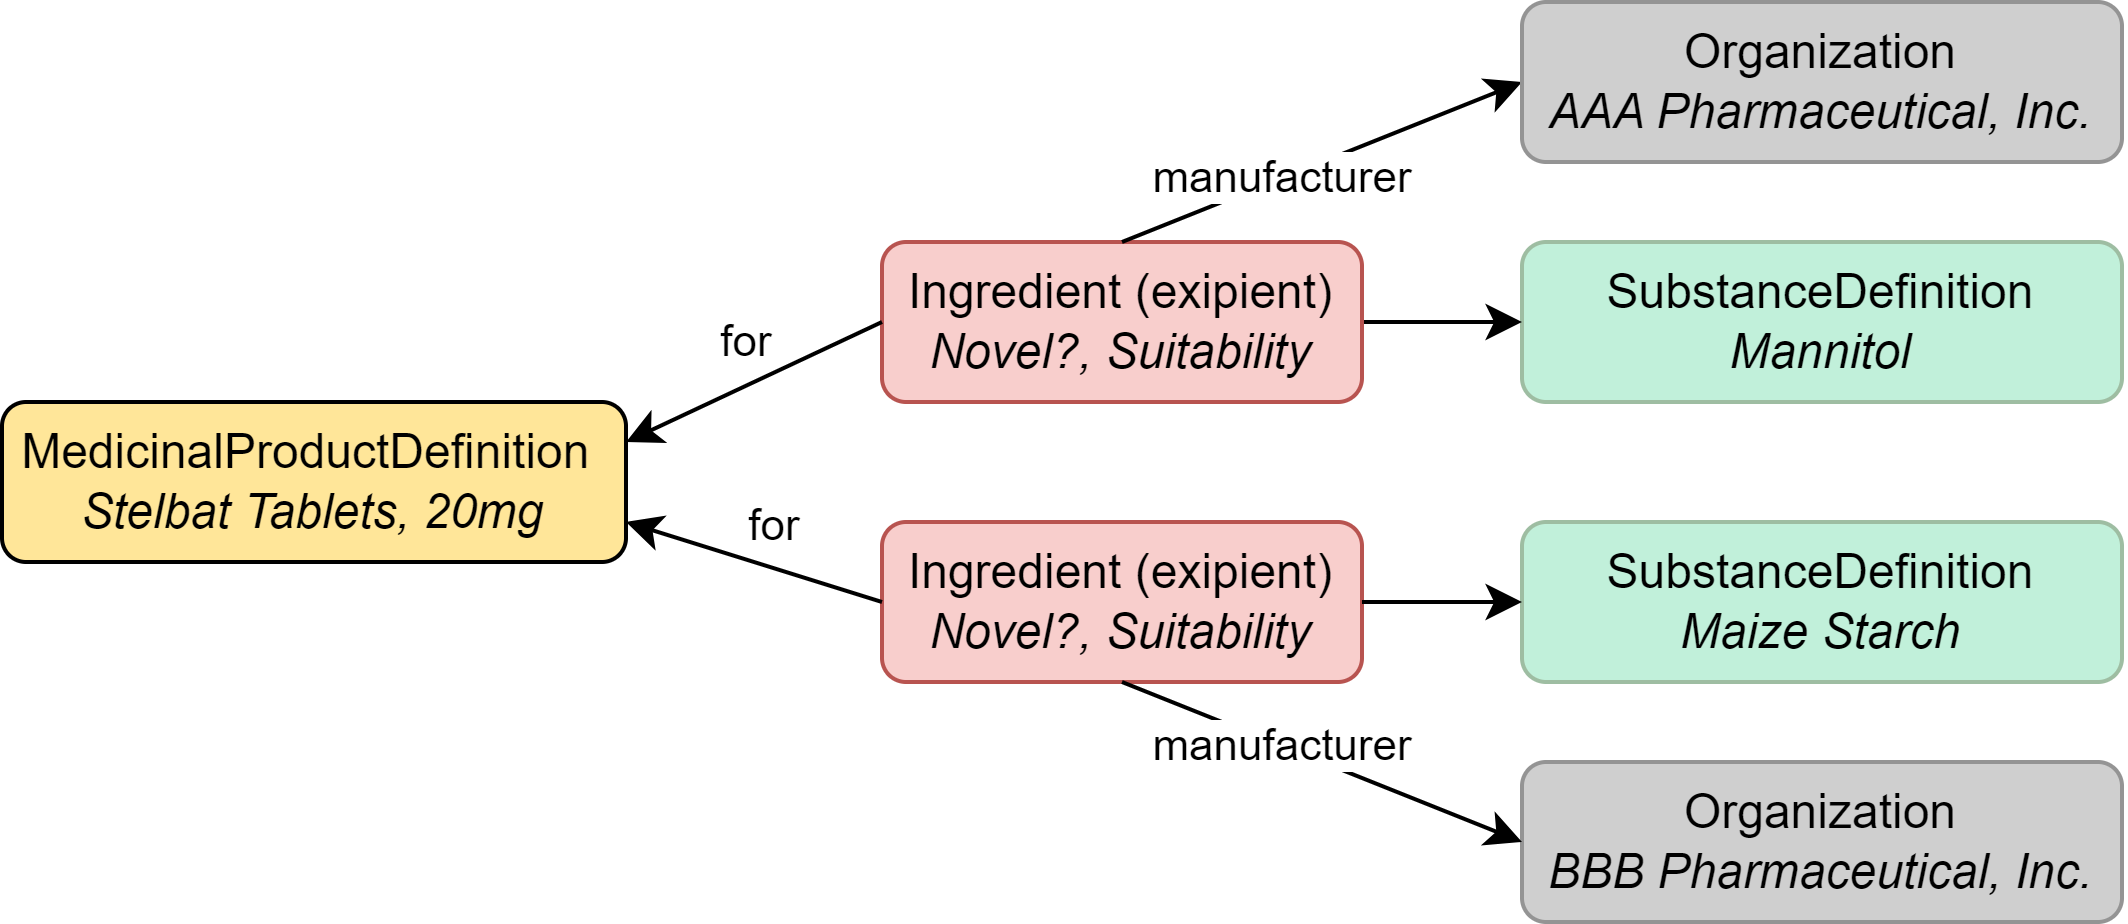 Organization
AAA Pharmaceutical, Inc.
manufacturer
Ingredient (exipient)
Novel?, Suitability
SubstanceDefinition
Mannitol
for
MedicinalProductDefinition
Stelbat Tablets, 20mg
for
Ingredient (exipient)
Novel?, Suitability
SubstanceDefinition
Maize Starch
manufacturer
Organization
BBB Pharmaceutical, Inc.